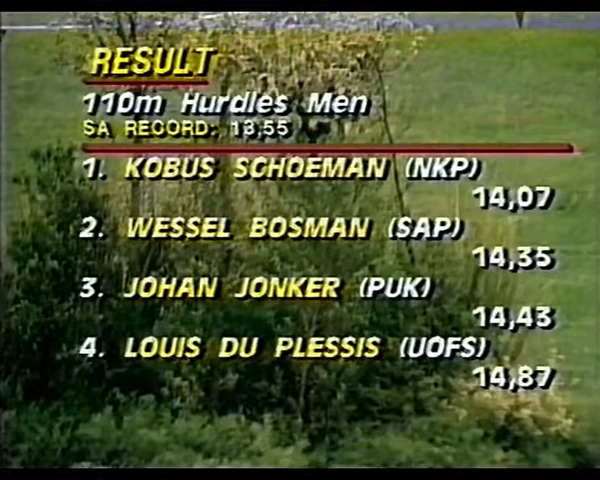 RESULT
110m Hurdles Men
SA RECORD: 13,55
1. KOBUS SCHOEMAN (NKP)
14,07
2. WESSEL BOSMAN (SAP)
14,35
3. JOHAN JONKER (PUK)
14,43
4. LOUIS DU PLESSIS (UOFS)
14,87